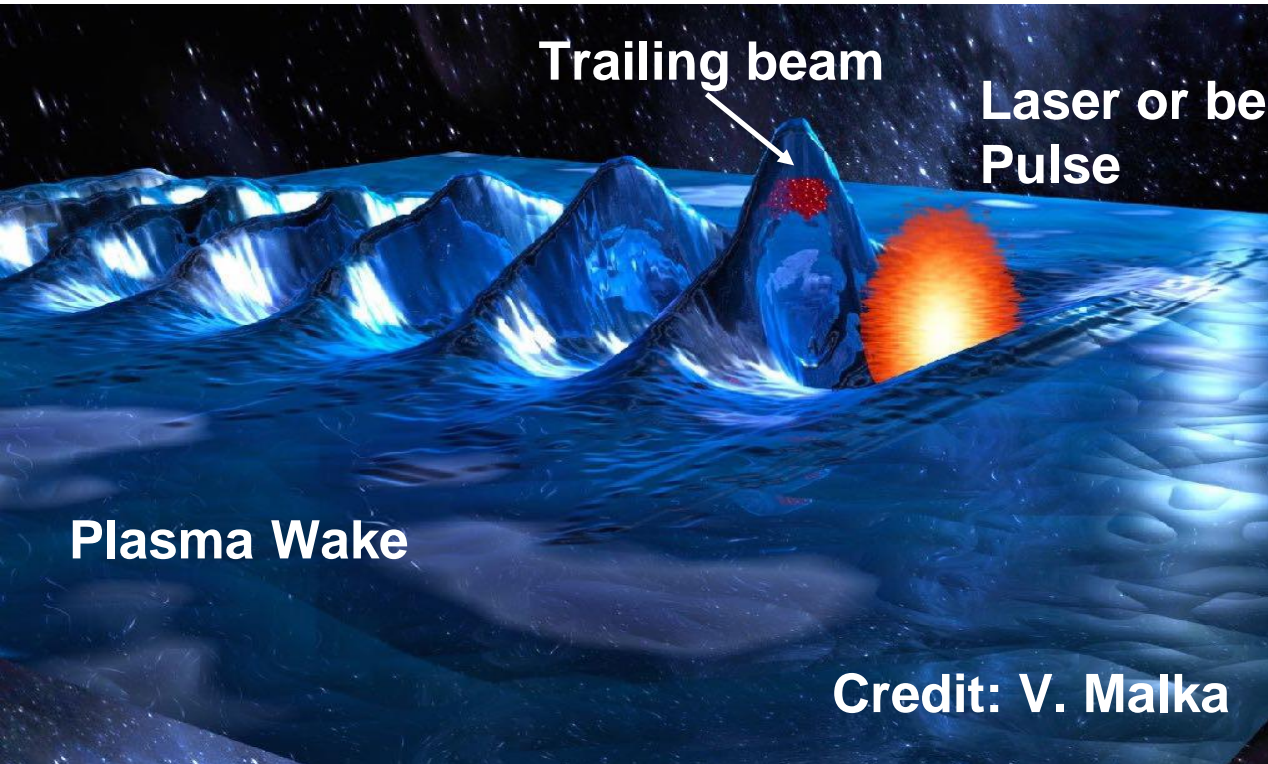 Trailing beam
Laser or be
Pulse
Plasma Wake
Credit: V. Malka